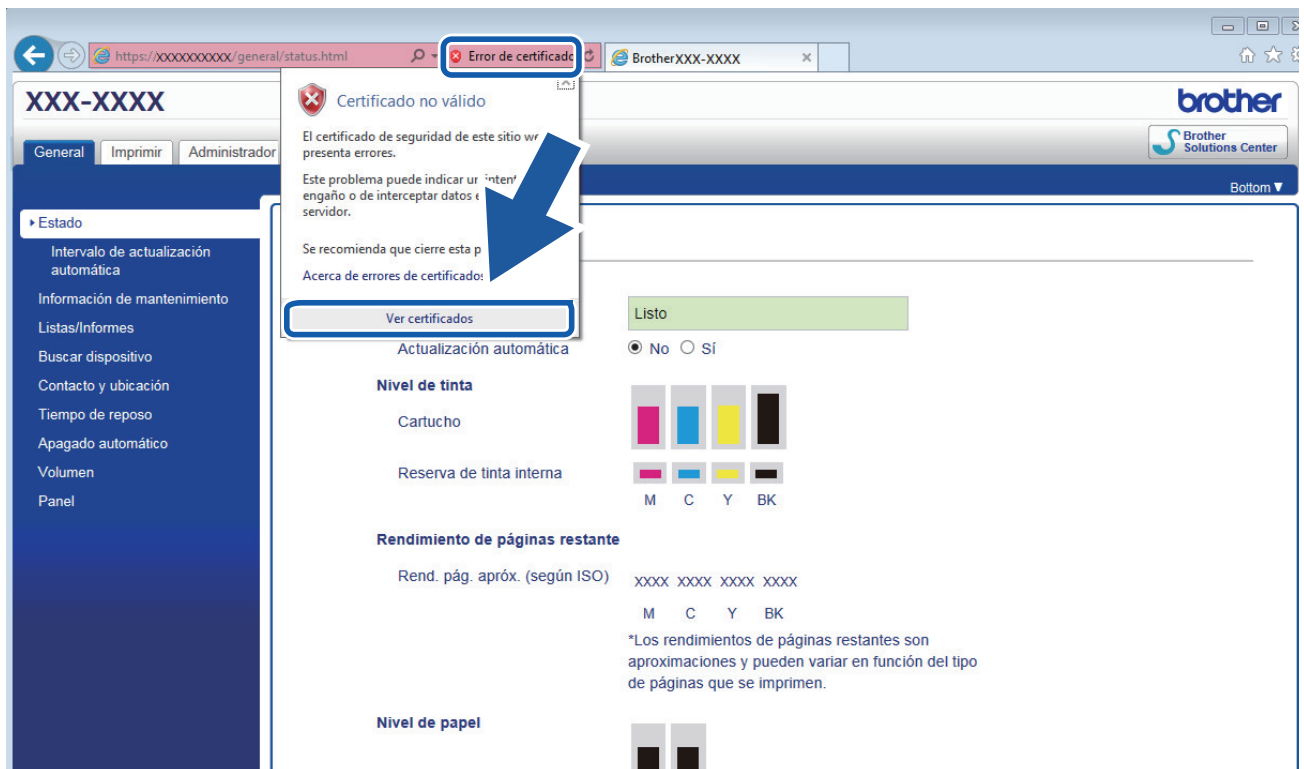 https://XXXXXXXXXX/general/status.html
Error de certificado
BrotherXXX-XXXX
XXX-XXXX
brother
General
Imprimir
Administrador
Brother
Solutions Center
Bottom▼
Certificado no válido
El certificado de seguridad de este sitio
presenta errores.
Este problema puede indicar un
engaño o de interceptar datos
servidor.
Se recomienda que cierre esta
Acerca de errores de certificados
Ver certificados
Estado
Intervalo de actualización
automática
Información de mantenimiento
Listas/Informes
Buscar dispositivo
Contacto y ubicación
Tiempo de reposo
Apagado automático
Volumen
Panel
Listo
Actualización automática No Sí
Nivel de tinta
Cartucho
Reserva de tinta interna
M C Y BK
Rendimiento de páginas restante
Rend. pág. apróx. (según ISO) XXXX XXXX XXXX XXXX
M C Y BK
*Los rendimientos de páginas restantes son
aproximaciones y pueden variar en función del tipo
de páginas que se imprimen.
Nivel de papel